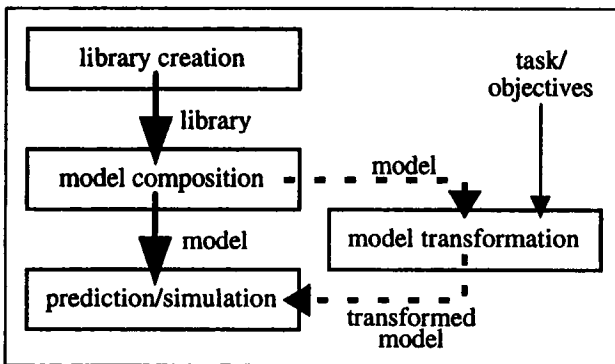 library creation
task/
objectives
library
model composition
model
model
model transformation
prediction/simulation
transformed
model